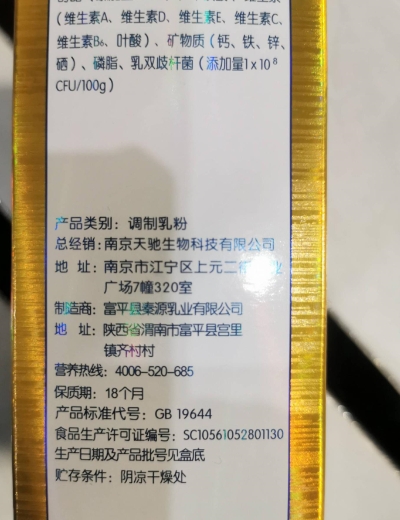 (维生素A、维生素D、维生素E、维生素C、
维生素B₆、叶酸)、矿物质(钙、铁、锌、
硒)、磷脂、乳双歧杆菌(添加量1x10⁸
CFU/100g)
产品类别: 调制乳粉
总经销: 南京天驰生物科技有限公司
地 址: 南京市江宁区上元二
广场7幢320室
制造商: 富平县秦源乳业有限公司
地 址: 陕西省渭南市富平县宫里
镇齐村村
营养热线: 4006-520-685
保质期: 18个月
产品标准代号: GB 19644
食品生产许可证编号: SC10561052801130
生产日期及产品批号见盒底
贮存条件: 阴凉干燥处